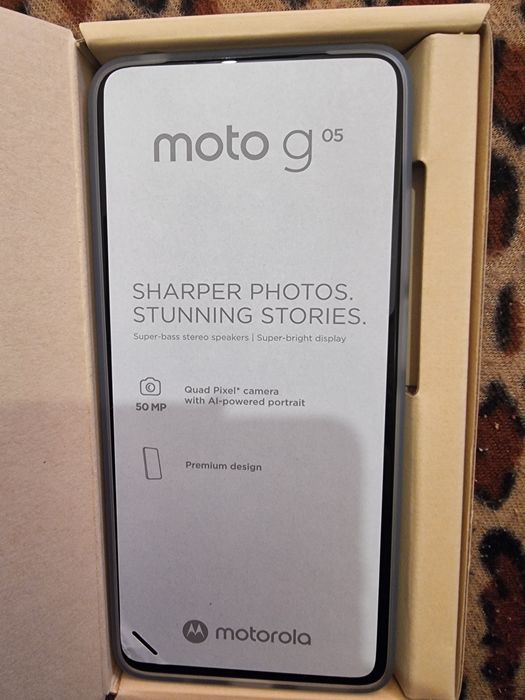 moto g 05
SHARPER PHOTOS.
STUNNING STORIES.
Super-bass stereo speakers | Super-bright display
50 MP
Quad Pixel* camera
with AI-powered portrait
Premium design
motorola